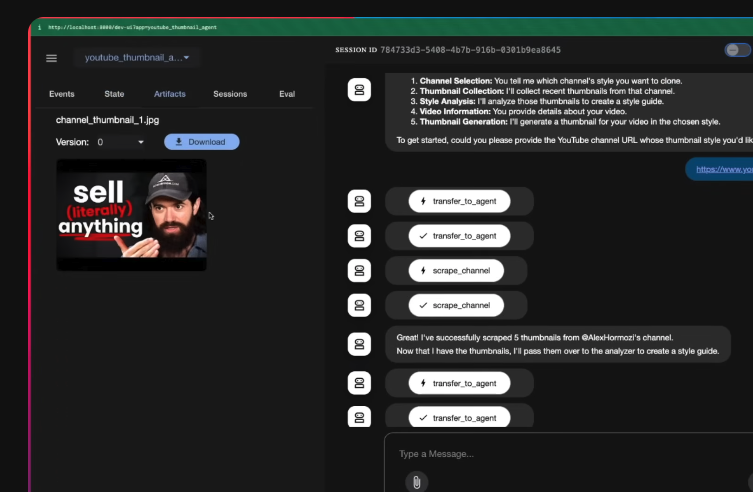 http://localhost:8000/dev-ui?app=youtube_thumbnail_agent
youtube_thumbnail_a...
SESSION ID 784733d3-5408-4b7b-916b-0301b9ea8645
Events State Artifacts Sessions Eval
channel_thumbnail_1.jpg
Version: 0 Download
sell
(literally)
anything
1. Channel Selection: You tell me which channel's style you want to clone.
2. Thumbnail Collection: I'll collect recent thumbnails from that channel.
3. Style Analysis: I'll analyze those thumbnails to create a style guide.
4. Video Information: You provide details about your video.
5. Thumbnail Generation: I'll generate a thumbnail for your video in the chosen style.
To get started, could you please provide the YouTube channel URL whose thumbnail style you'd lik
https://www.yo
transfer_to_agent
transfer_to_agent
scrape_channel
scrape_channel
Great! I've successfully scraped 5 thumbnails from @AlexHormozi's channel.
Now that I have the thumbnails, I'll pass them over to the analyzer to create a style guide.
transfer_to_agent
transfer_to_agent
Type a Message...